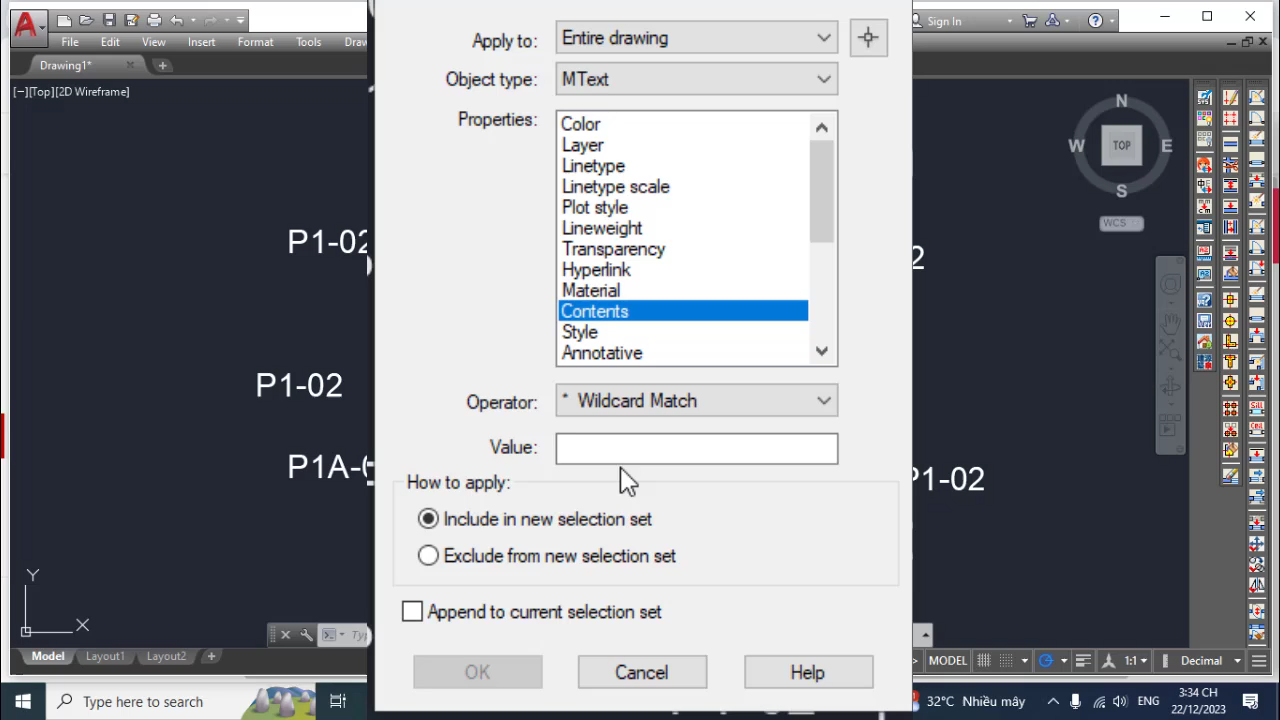 Sign In
File Edit View Insert Format Tools Draw
Drawing1*
[−][Top][2D Wireframe]
Apply to: Entire drawing
Object type: MText
Properties:
Color
Layer
Linetype
Linetype scale
Plot style
Lineweight
Transparency
Hyperlink
Material
Contents
Style
Annotative
Operator: * Wildcard Match
Value:
How to apply:
Include in new selection set
Exclude from new selection set
Append to current selection set
OK Cancel Help
P1-02
P1-02
P1A-
P1-02
N
W TOP E
S
WCS
Y
X
Model Layout1 Layout2
MODEL 1:1 Decimal
Type here to search
32°C Nhiều mây
ENG
3:34 CH
22/12/2023